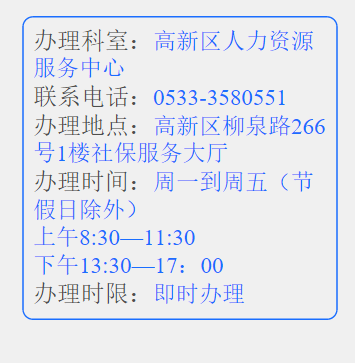 办理科室：高新区人力资源
服务中心
联系电话：0533-3580551
办理地点：高新区柳泉路266
号1楼社保服务大厅
办理时间：周一到周五（节
假日除外）
上午8:30—11:30
下午13:30—17：00
办理时限：即时办理